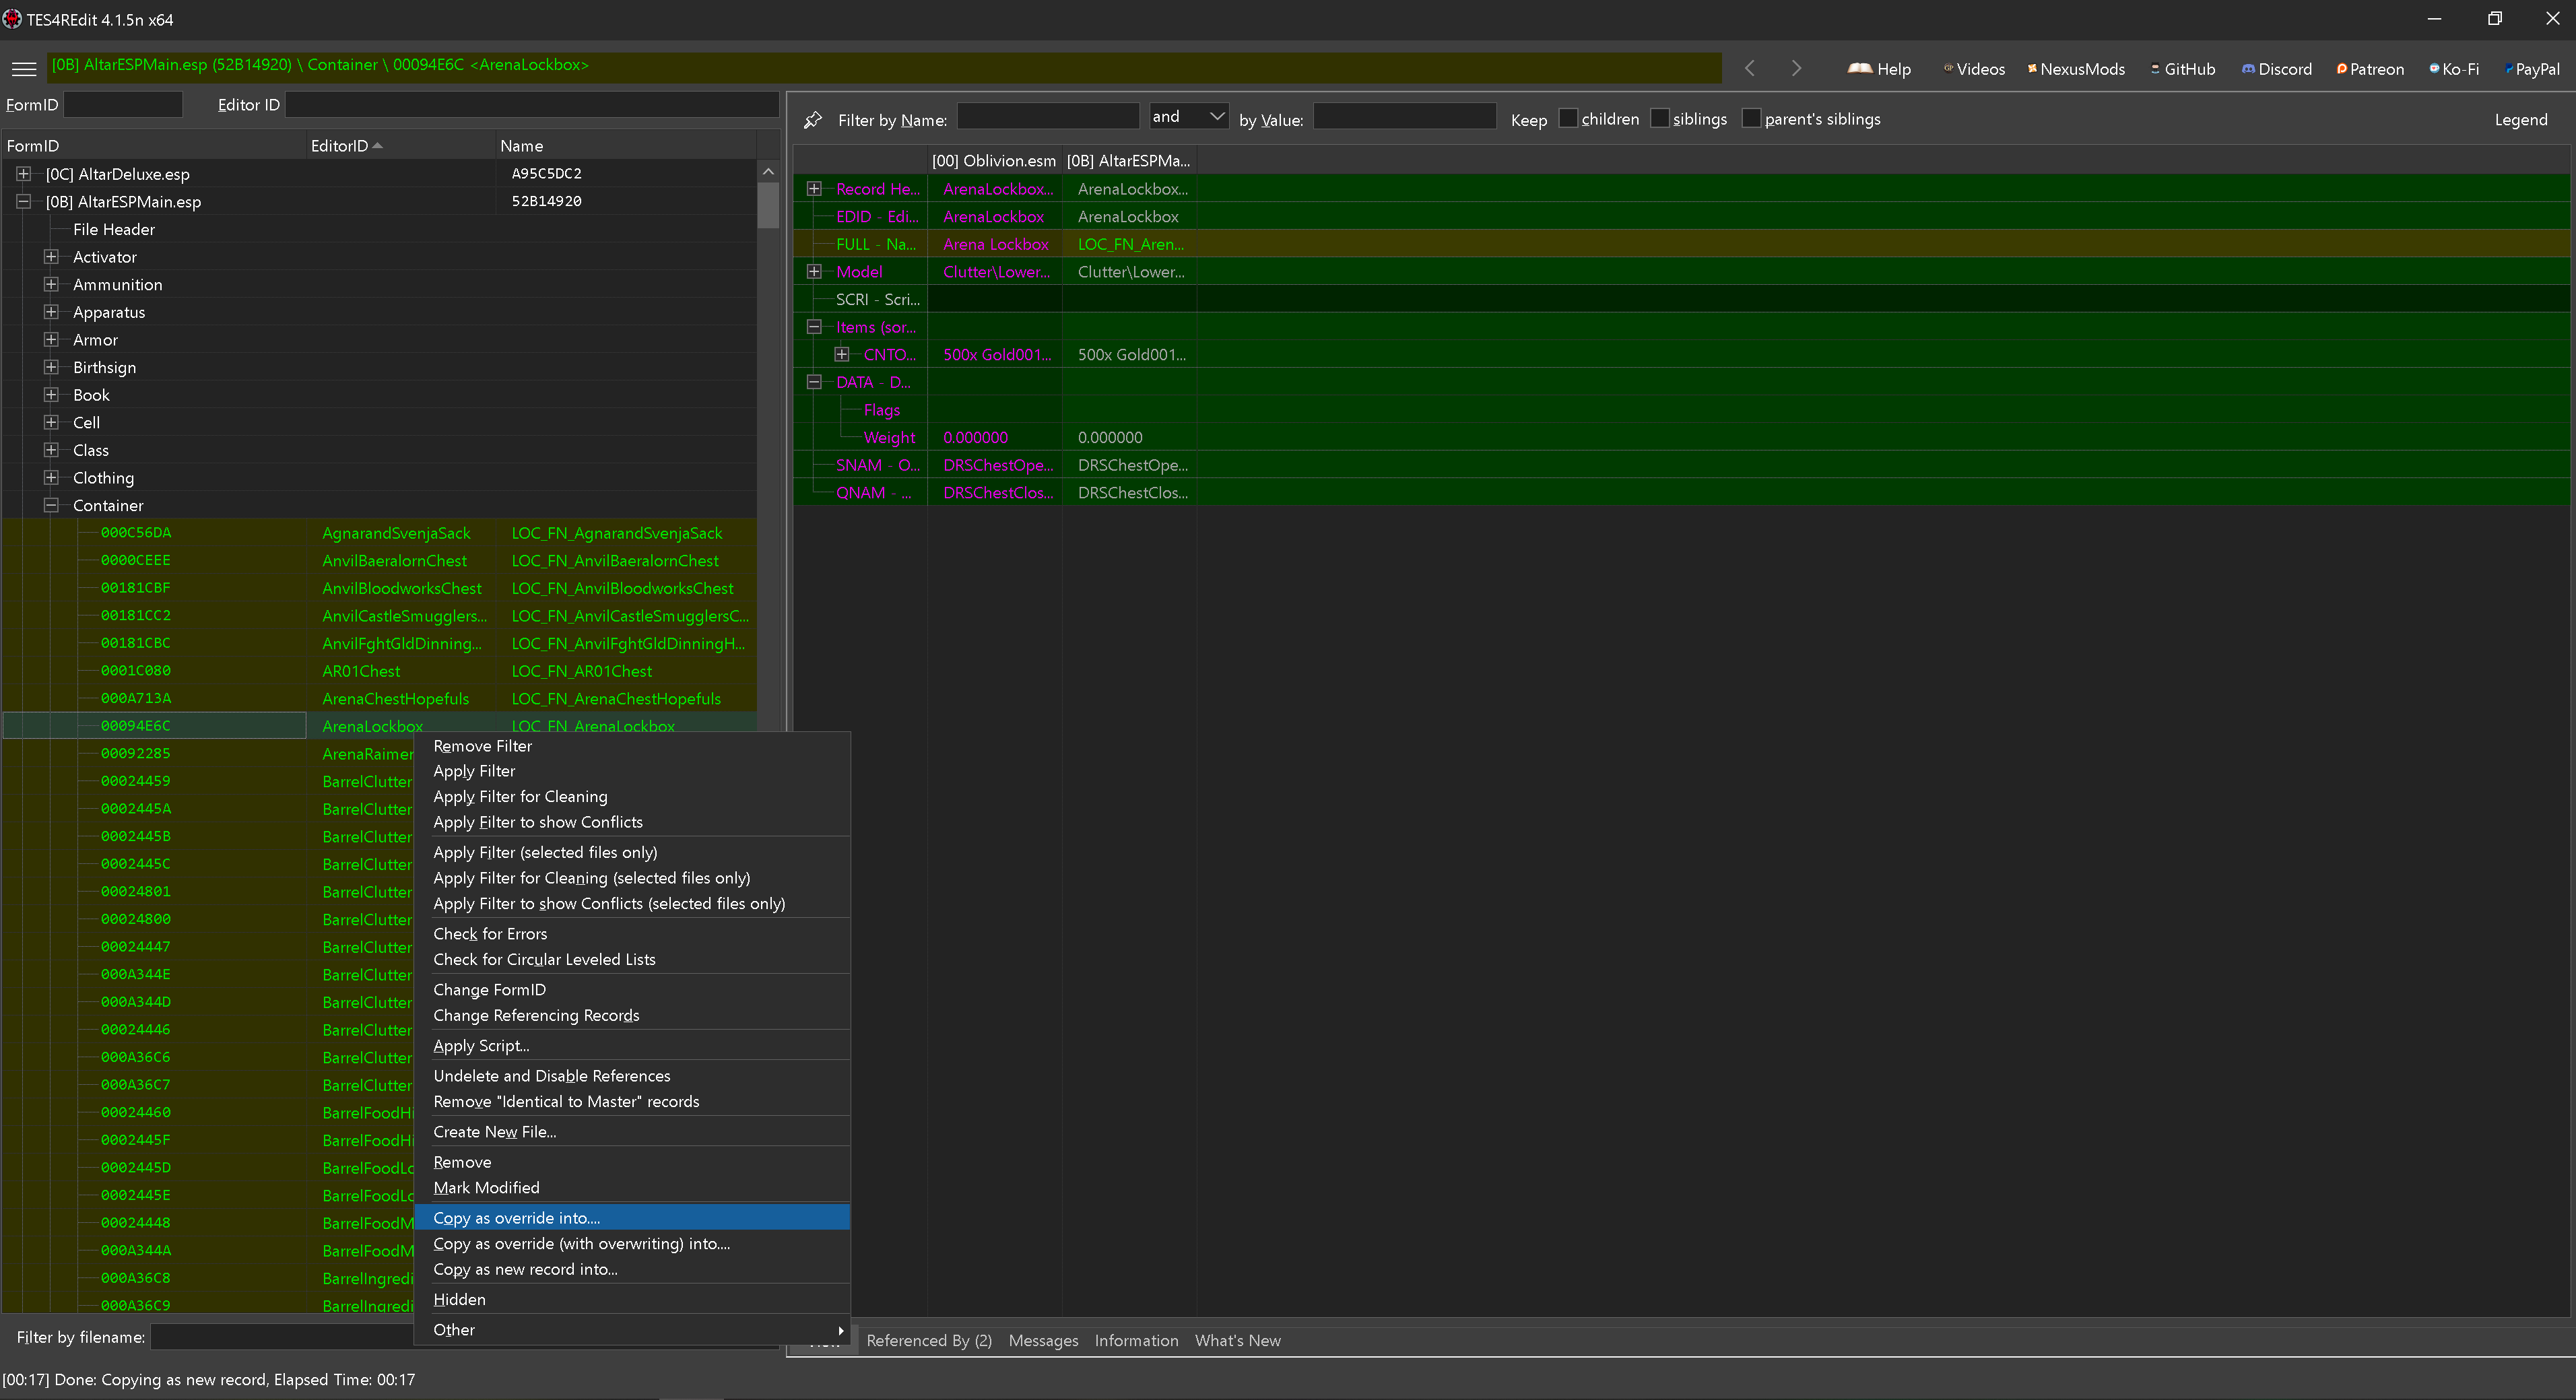 TES4REdit 4.1.5n x64
[0B] AltarESPMain.esp (52B14920) \ Container \ 00094E6C <ArenaLockbox>
Help Videos NexusMods GitHub Discord Patreon Ko-Fi PayPal
FormID Editor ID
Filter by Name: and by Value: Keep children siblings parent's siblings Legend
FormID EditorID Name
[0C] AltarDeluxe.esp A95C5DC2
[0B] AltarESPMain.esp 52B14920
File Header
Activator
Ammunition
Apparatus
Armor
Birthsign
Book
Cell
Class
Clothing
Container
000C56DA AgnarandSvenjaSack LOC_FN_AgnarandSvenjaSack
0000CEEE AnvilBaeralornChest LOC_FN_AnvilBaeralornChest
00181CBF AnvilBloodworksChest LOC_FN_AnvilBloodworksChest
00181CC2 AnvilCastleSmugglers... LOC_FN_AnvilCastleSmugglersC...
00181CBC AnvilFghtGldDinning... LOC_FN_AnvilFghtGldDinningH...
0001C080 AR01Chest LOC_FN_AR01Chest
000A713A ArenaChestHopefuls LOC_FN_ArenaChestHopefuls
00094E6C ArenaLockbox LOC_FN_ArenaLockbox
00092285 ArenaRaimer
00024459 BarrelClutter
0002445A BarrelClutter
0002445B BarrelClutter
0002445C BarrelClutter
00024801 BarrelClutter
00024800 BarrelClutter
00024447 BarrelClutter
000A344E BarrelClutter
000A344D BarrelClutter
00024446 BarrelClutter
000A36C6 BarrelClutter
000A36C7 BarrelClutter
00024460 BarrelFoodHi
0002445F BarrelFoodHi
0002445D BarrelFoodLo
0002445E BarrelFoodLo
00024448 BarrelFoodM
000A344A BarrelFoodM
000A36C8 BarrelIngredi
000A36C9 BarrelIngredi
Remove Filter
Apply Filter
Apply Filter for Cleaning
Apply Filter to show Conflicts
Apply Filter (selected files only)
Apply Filter for Cleaning (selected files only)
Apply Filter to show Conflicts (selected files only)
Check for Errors
Check for Circular Leveled Lists
Change FormID
Change Referencing Records
Apply Script...
Undelete and Disable References
Remove "Identical to Master" records
Create New File...
Remove
Mark Modified
Copy as override into....
Copy as override (with overwriting) into....
Copy as new record into...
Hidden
Other
[00] Oblivion.esm [0B] AltarESPMa...
Record He... ArenaLockbox... ArenaLockbox...
EDID - Edi... ArenaLockbox ArenaLockbox
FULL - Na... Arena Lockbox LOC_FN_Aren...
Model Clutter\Lower... Clutter\Lower...
SCRI - Scri...
Items (sor...
CNTO... 500x Gold001... 500x Gold001...
DATA - D...
Flags
Weight 0.000000 0.000000
SNAM - O... DRSChestOpe... DRSChestOpe...
QNAM - ... DRSChestClos... DRSChestClos...
Filter by filename:
Referenced By (2) Messages Information What's New
[00:17] Done: Copying as new record, Elapsed Time: 00:17